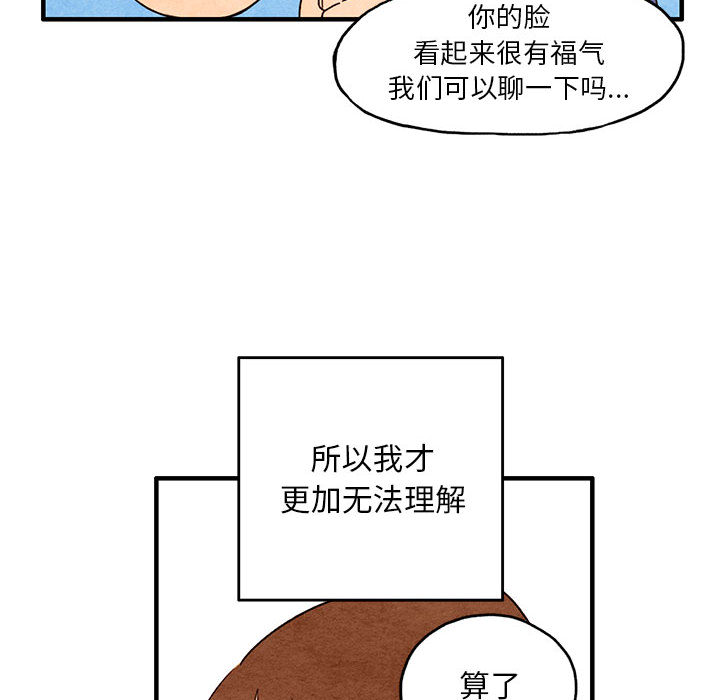 你的脸
看起来很有福气
我们可以聊一下吗...
所以我才
更加无法理解
算了